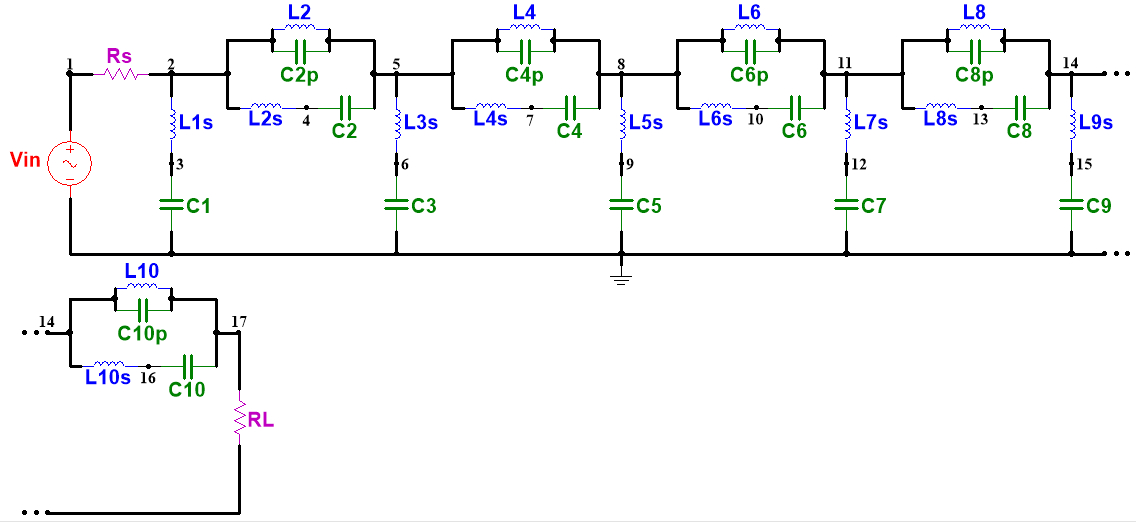 L2 L4 L6 L8
1 Rs 2 5 8 11 14
C2p C4p C6p C8p
L2s 4 C2 L4s 7 C4 L6s 10 C6 L8s 13 C8
L1s L3s L5s L7s L9s
Vin + − 3 6 9 12 15
C1 C3 C5 C7 C9
L10
14 C10p 17
L10s 16 C10
RL